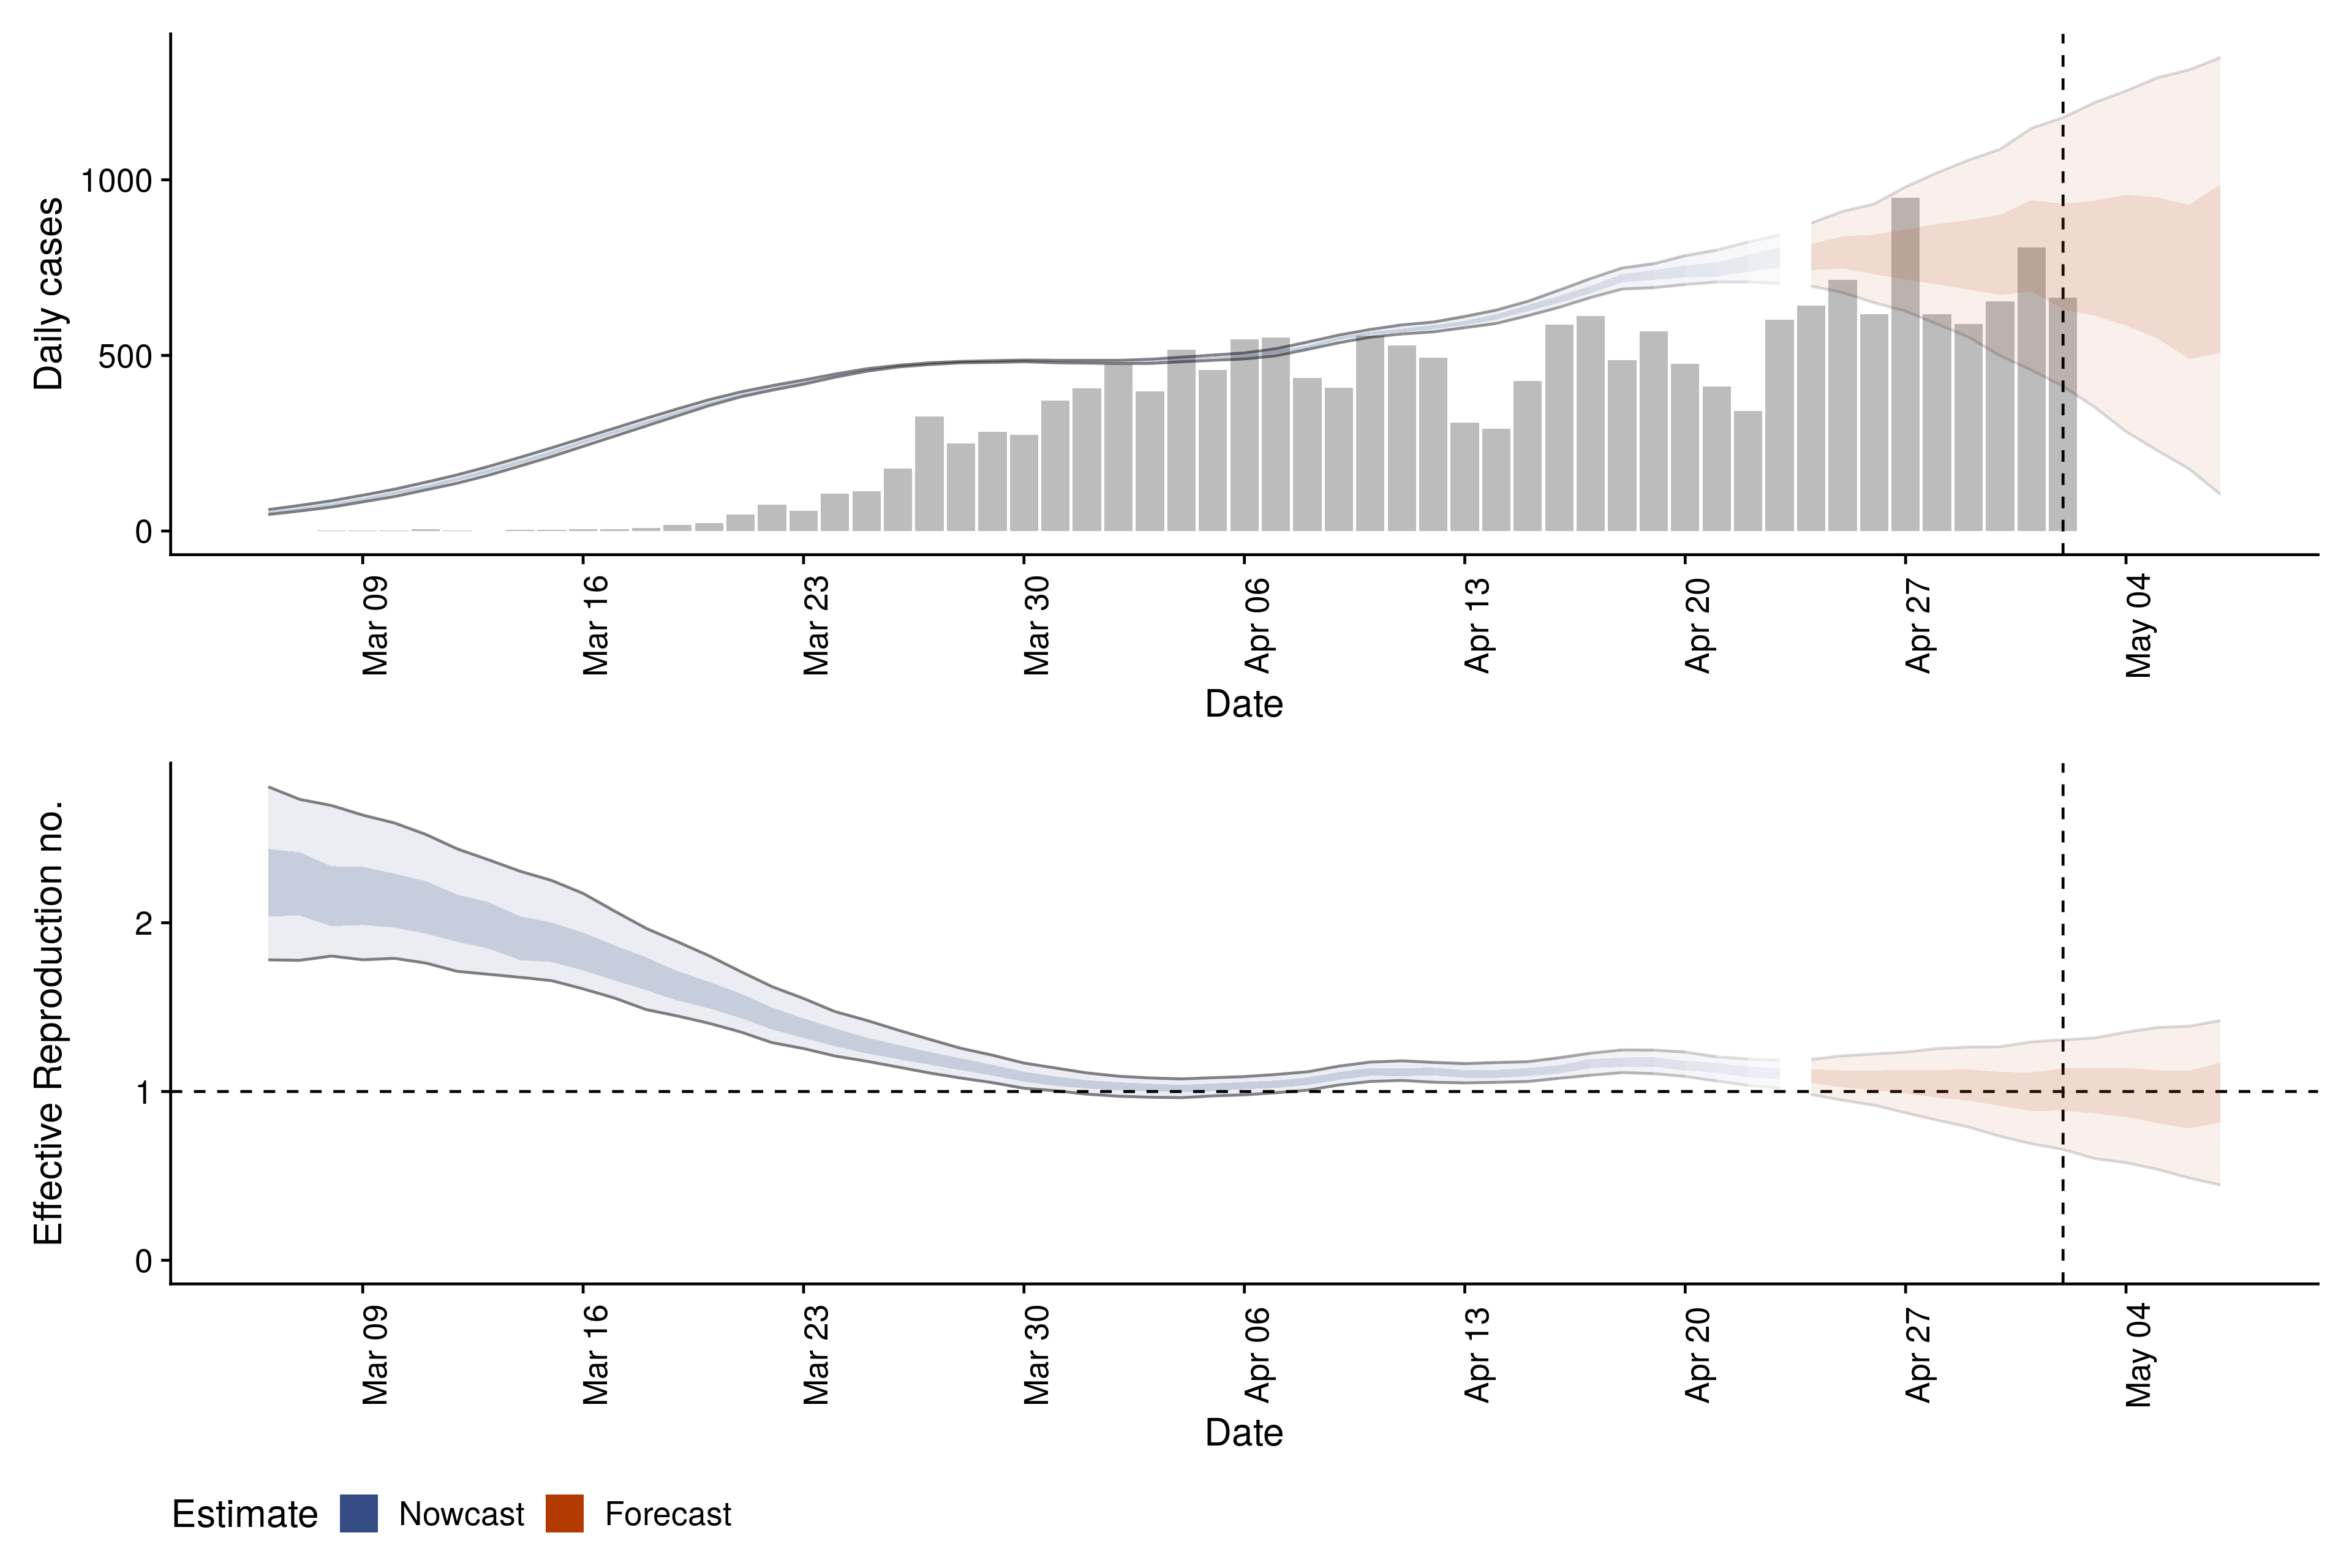 Daily cases
1000
500
0
Mar 09
Mar 16
Mar 23
Mar 30
Apr 06
Apr 13
Apr 20
Apr 27
May 04
Date
Effective Reproduction no.
2
1
0
Mar 09
Mar 16
Mar 23
Mar 30
Apr 06
Apr 13
Apr 20
Apr 27
May 04
Date
Estimate Nowcast Forecast